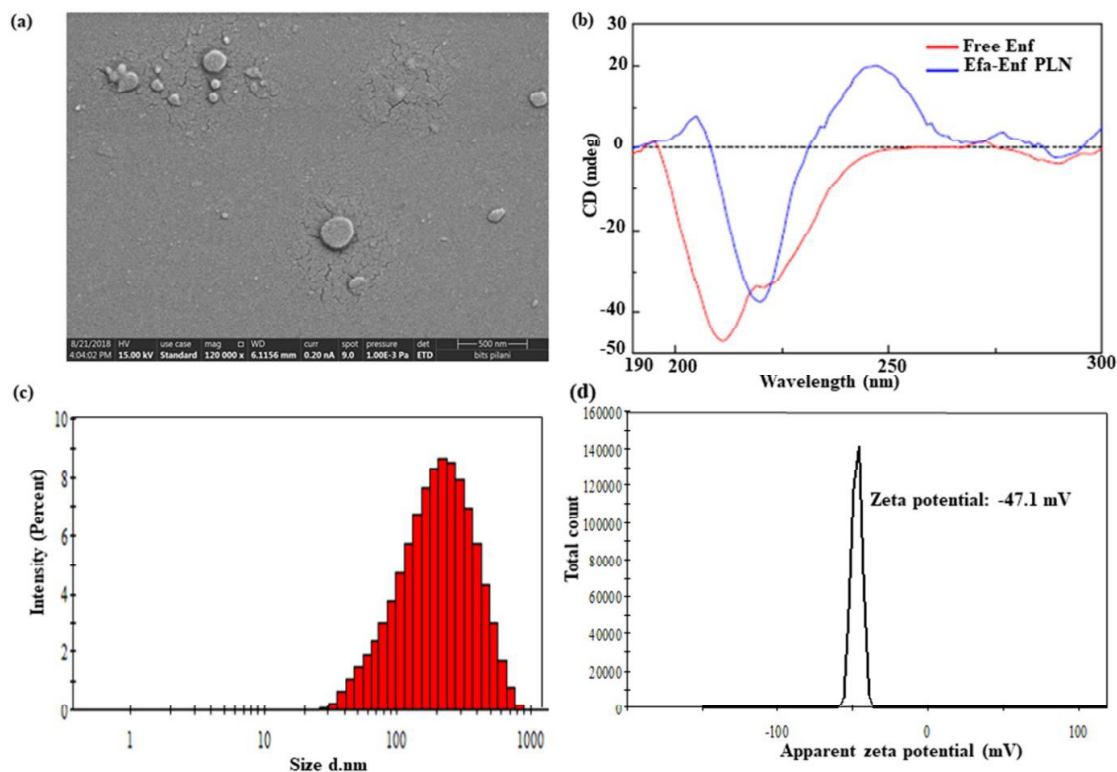 (a)
8/21/2018 HV use case mag □ WD curr spot pressure det 500 nm
4:04:02 PM 15.00 kV Standard 120 000 x 6.1156 mm 0.20 nA 9.0 1.00E-3 Pa ETD bits pilani
(b)
30
20
10
0
-20
-40
-50
CD (mdeg)
Free Enf
Efa-Enf PLN
190 200 250 300
Wavelength (nm)
(c)
10
8
6
4
2
0
Intensity (Percent)
1 10 100 1000
Size d.nm
(d)
160000
140000
120000
100000
80000
60000
40000
20000
0
Total count
Zeta potential: -47.1 mV
-100 0 100
Apparent zeta potential (mV)